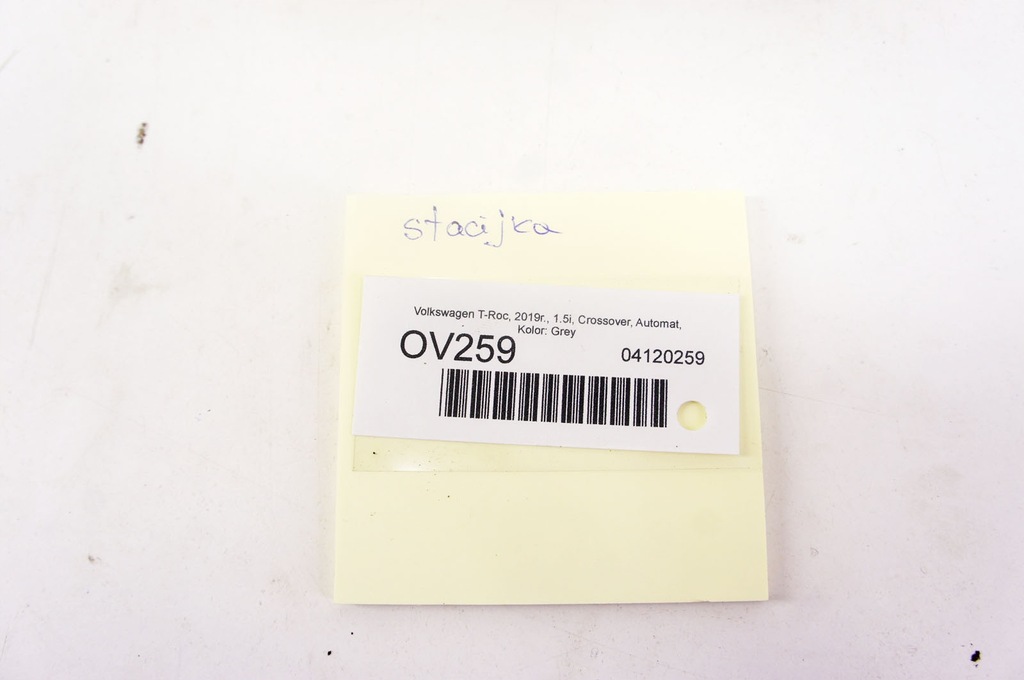 stacijka
Volkswagen T-Roc, 2019r., 1.5i, Crossover, Automat,
Kolor: Grey
OV259
04120259